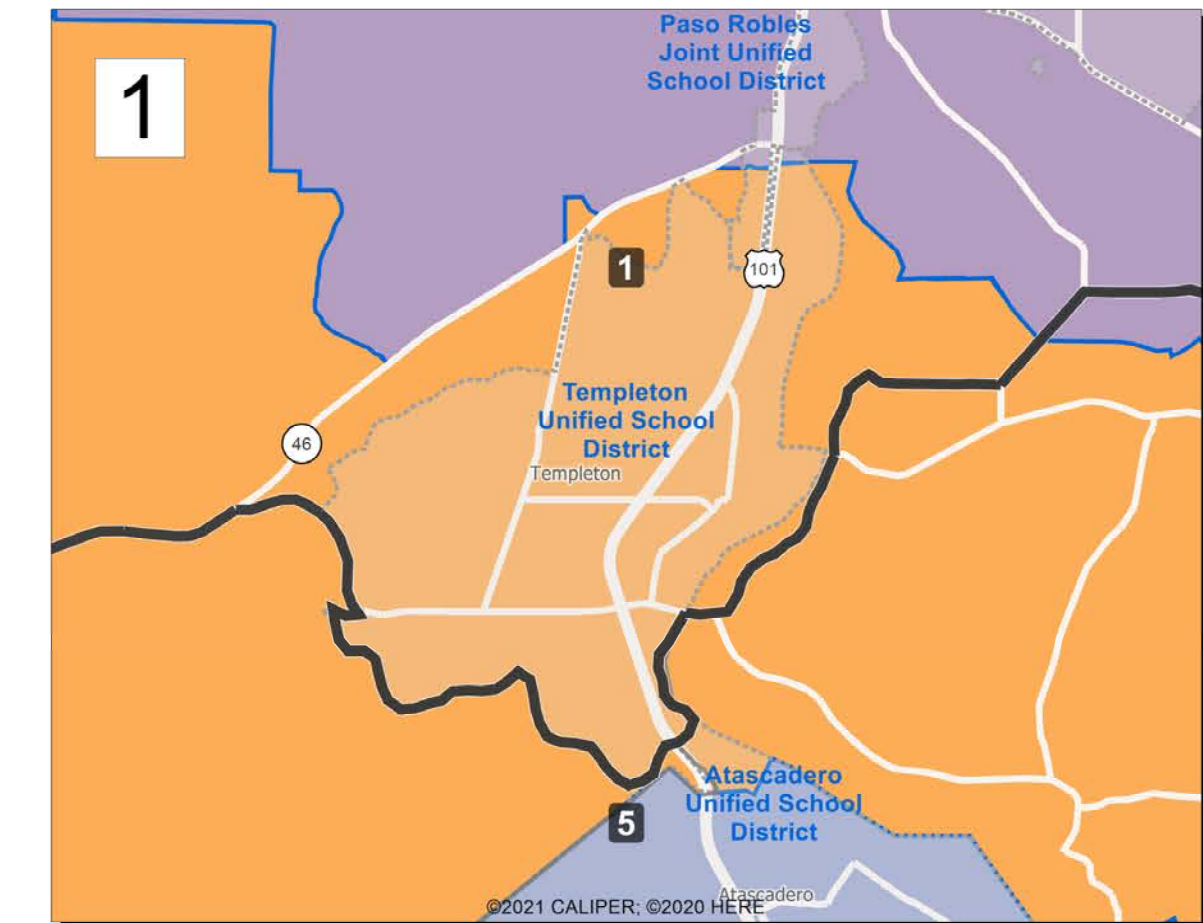 Paso Robles
Joint Unified
School District
1
1
101
Templeton
Unified School
District
46
Templeton
Atascadero
Unified School
District
5
Atascadero
©2021 CALIPER; ©2020 HERE